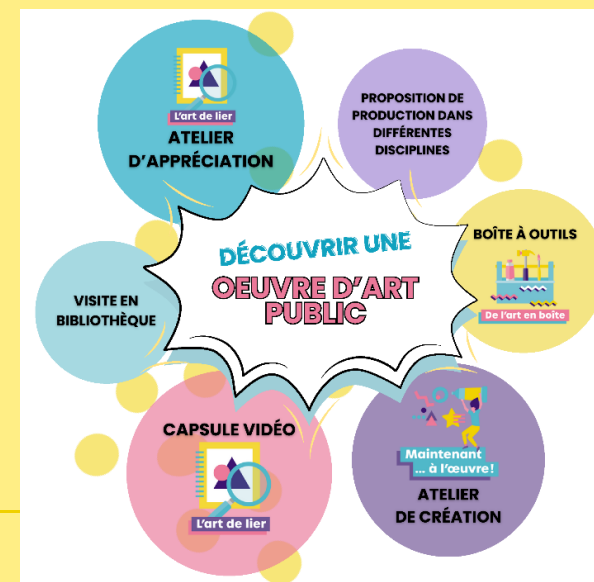 L'art de lier
ATELIER
D'APPRÉCIATION
PROPOSITION DE
PRODUCTION DANS
DIFFÉRENTES
DISCIPLINES
DÉCOUVRIR UNE
OEUVRE D'ART
PUBLIC
BOÎTE À OUTILS
De l'art en boîte
VISITE EN
BIBLIOTHÈQUE
CAPSULE VIDÉO
L'art de lier
Maintenant
... à l'œuvre!
ATELIER
DE CRÉATION